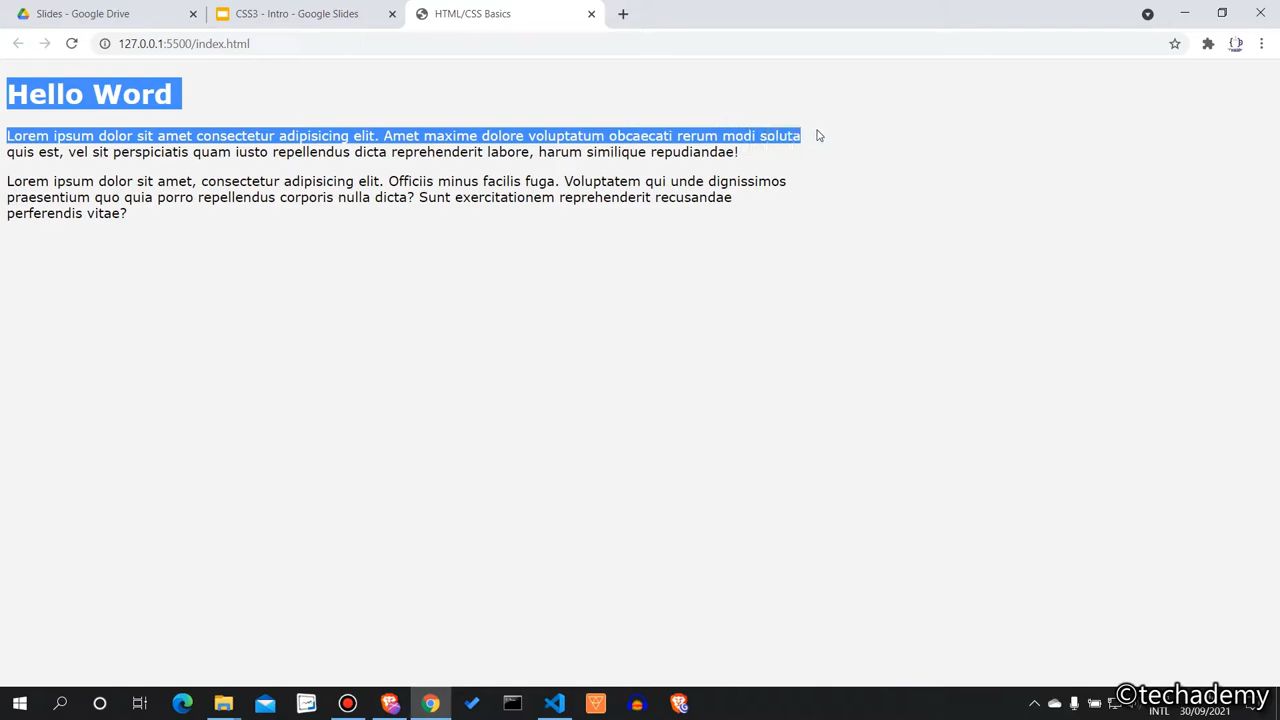 Slides - Google Drive
CSS3 - Intro - Google Slides
HTML/CSS Basics
127.0.0.1:5500/index.html
Hello Word
Lorem ipsum dolor sit amet consectetur adipisicing elit. Amet maxime dolore voluptatum obcaecati rerum modi soluta
quis est, vel sit perspiciatis quam iusto repellendus dicta reprehenderit labore, harum similique repudiandae!
Lorem ipsum dolor sit amet, consectetur adipisicing elit. Officiis minus facilis fuga. Voluptatem qui unde dignissimos
praesentium quo quia porro repellendus corporis nulla dicta? Sunt exercitationem reprehenderit recusandae
perferendis vitae?
©techademy
INTL
30/09/2021